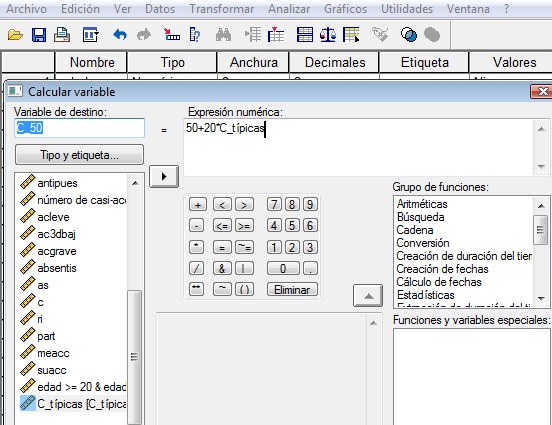 Archivo Edición Ver Datos Transformar Analizar Gráficos Utilidades Ventana ?
Nombre Tipo Anchura Decimales Etiqueta Valores
Calcular variable
Variable de destino:
C_50
=
Expresión numérica:
50+20*C_típicas
Tipo y etiqueta...
antipues
número de casi-acc
acleve
ac3dbaj
acgrave
absentis
as
c
ri
part
meacc
suacc
edad >= 20 & edad
C_típicas [C_típica
+ < > 7 8 9
- <= >= 4 5 6
* = ~= 1 2 3
/ & | 0 .
** ~ () Eliminar
Grupo de funciones:
Aritméticas
Búsqueda
Cadena
Conversión
Creación de duración del tier
Creación de fechas
Cálculo de fechas
Estadísticas
Extracción de duración del ti
Funciones y variables especiales: